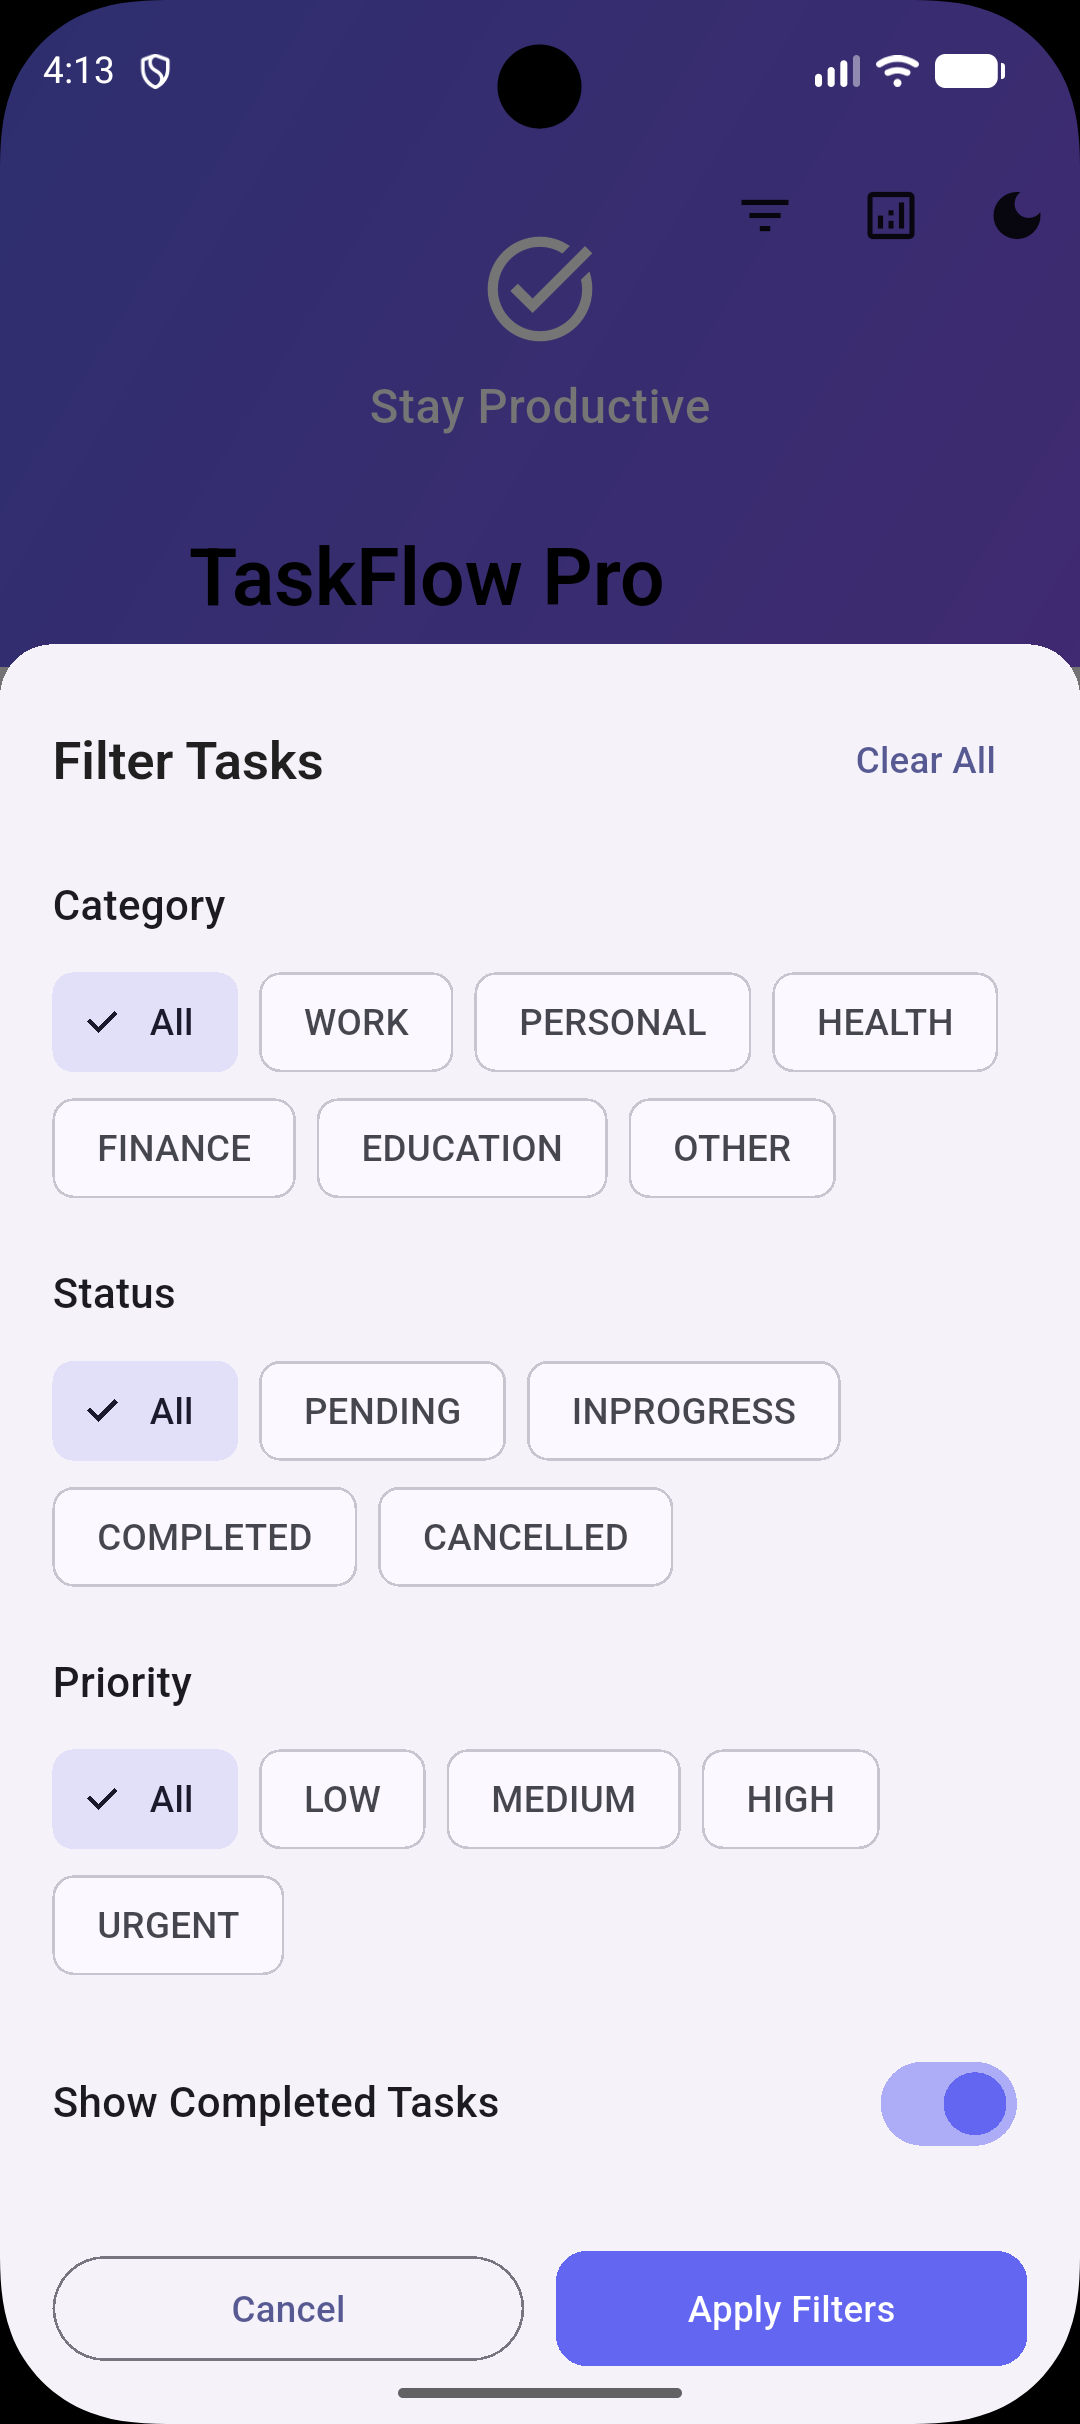 4:13
Stay Productive
TaskFlow Pro
Filter Tasks Clear All
Category
All WORK PERSONAL HEALTH
FINANCE EDUCATION OTHER
Status
All PENDING INPROGRESS
COMPLETED CANCELLED
Priority
All LOW MEDIUM HIGH
URGENT
Show Completed Tasks
Cancel Apply Filters